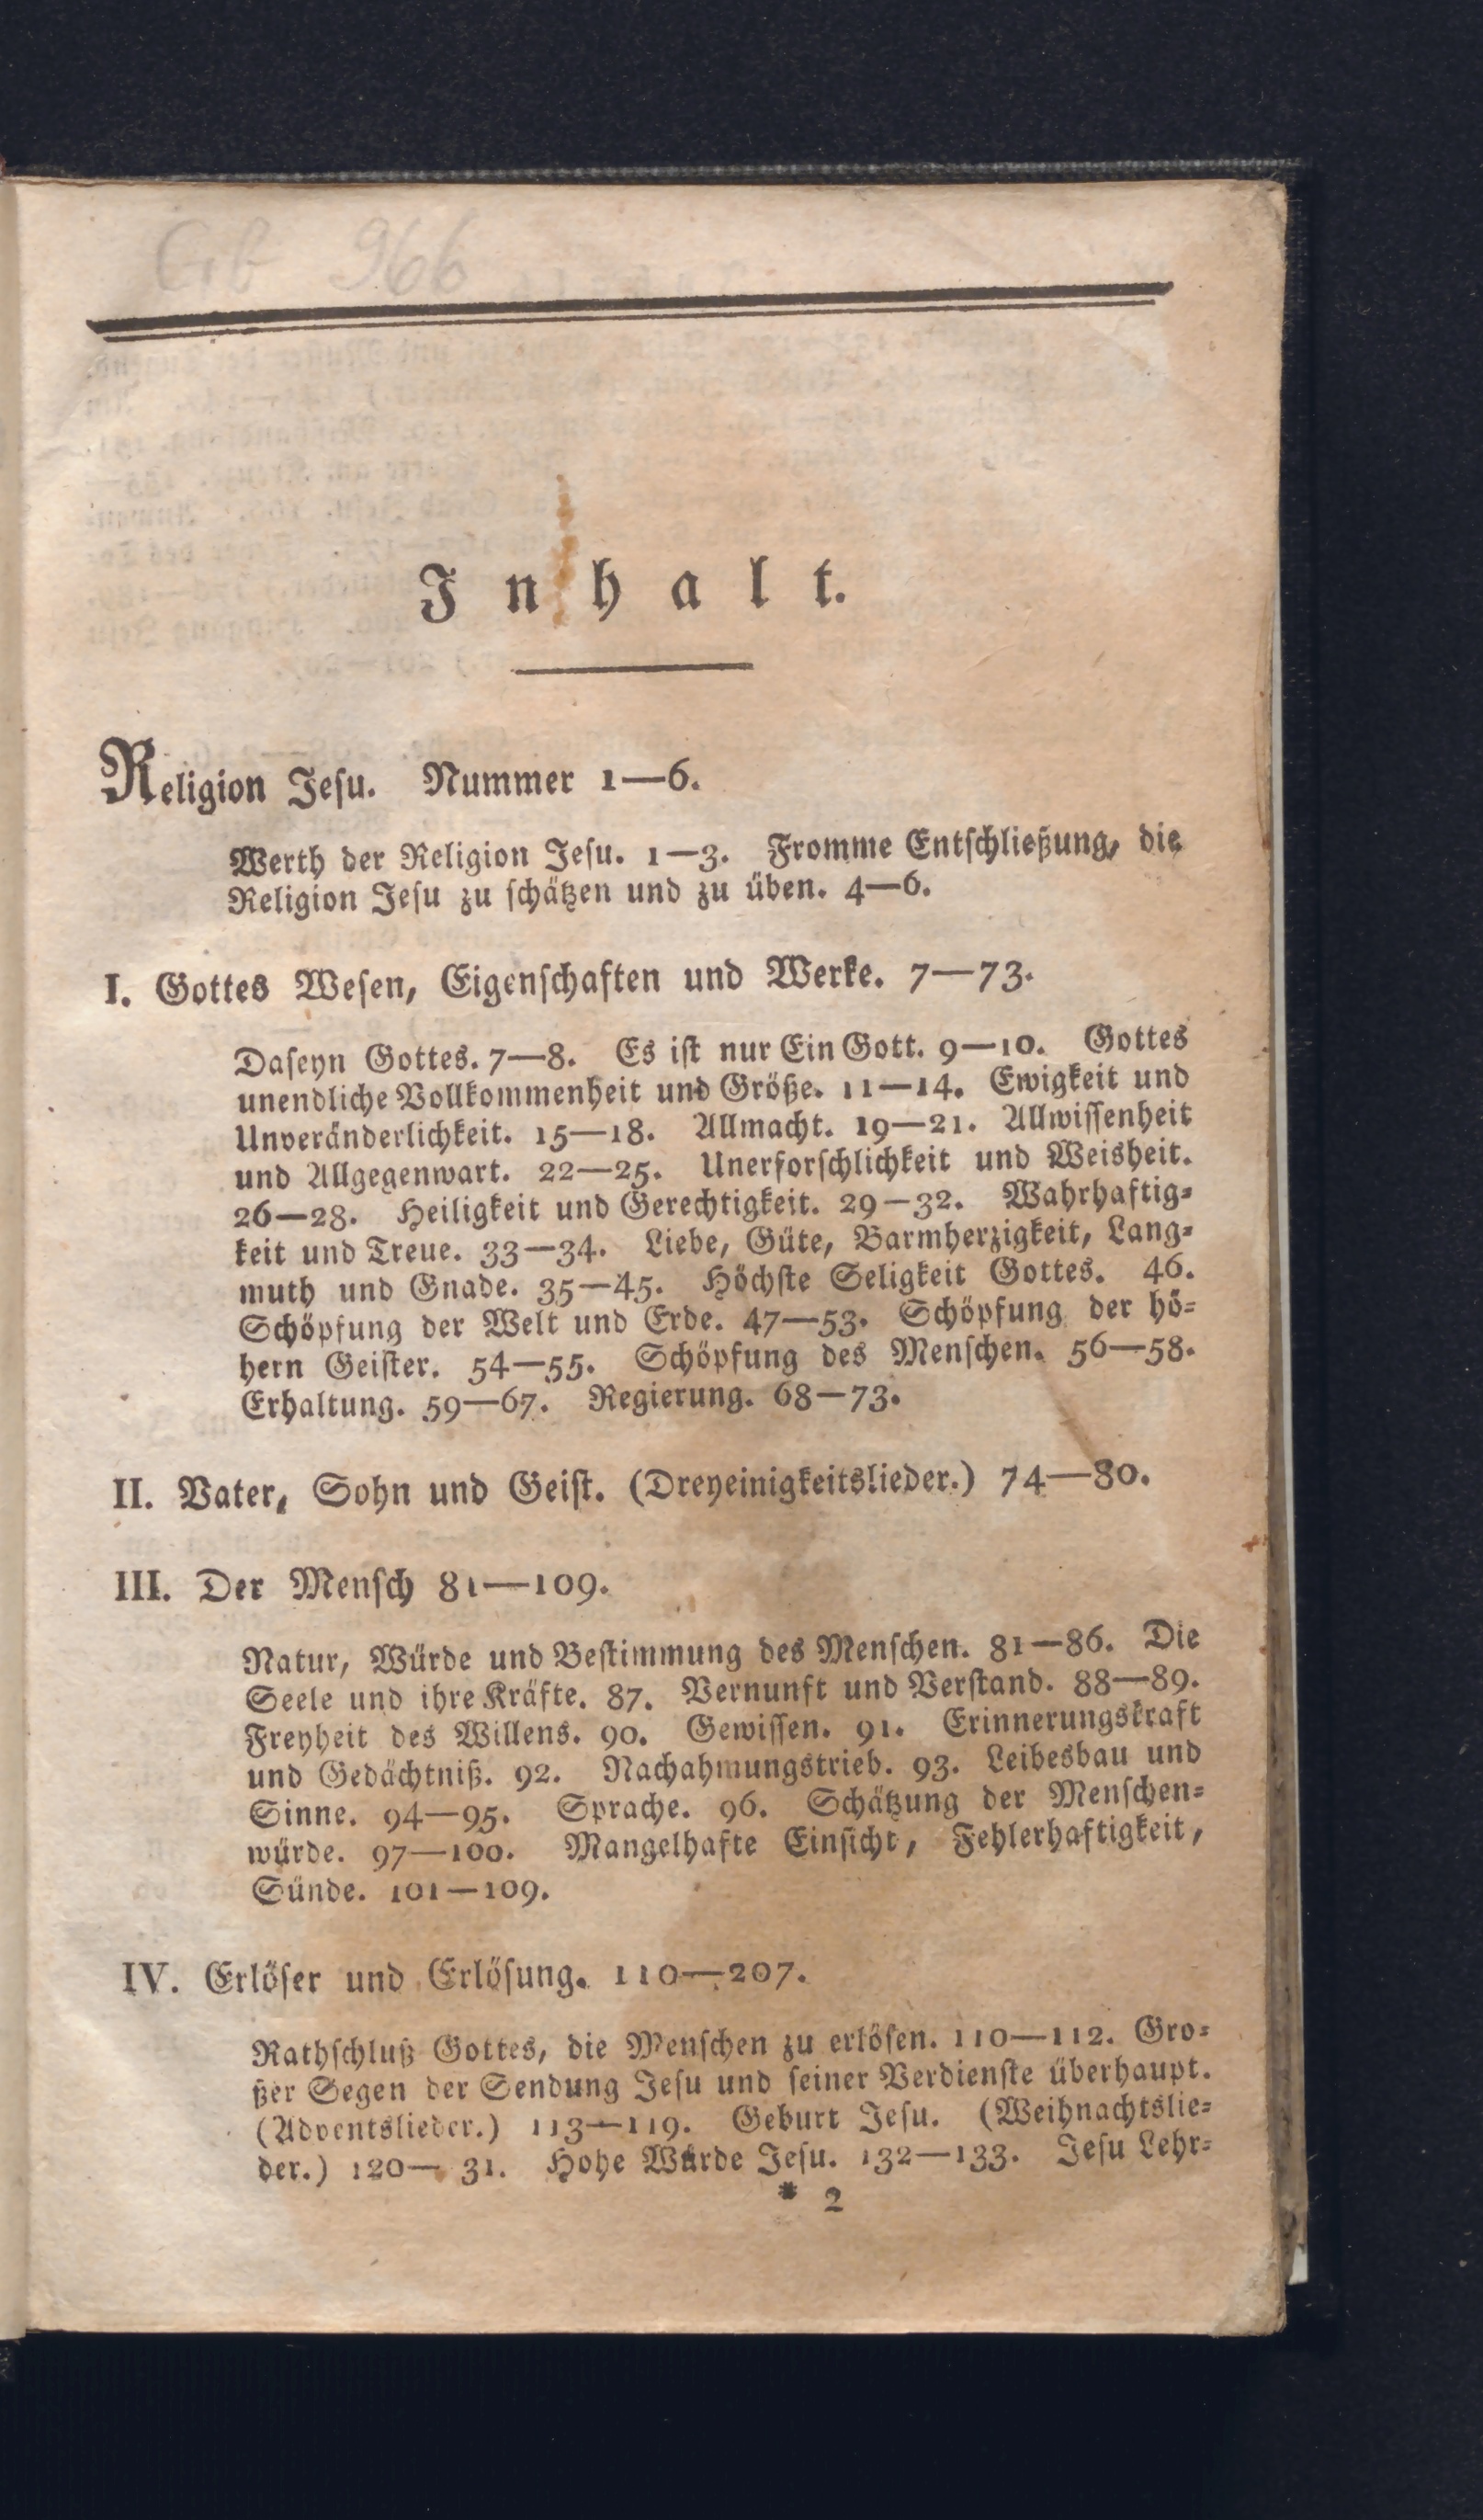 Gb 966
Inhalt.
Religion Jesu. Nummer 1—6.
Werth der Religion Jesu. 1—3. Fromme Entschließung, die
Religion Jesu zu schätzen und zu üben. 4—6.
I. Gottes Wesen, Eigenschaften und Werke. 7—73.
Daseyn Gottes. 7—8. Es ist nur Ein Gott. 9—10. Gottes
unendliche Vollkommenheit und Größe. 11—14. Ewigkeit und
Unveränderlichkeit. 15—18. Allmacht. 19—21. Allwissenheit
und Allgegenwart. 22—25. Unerforschlichkeit und Weisheit.
26—28. Heiligkeit und Gerechtigkeit. 29—32. Wahrhaftig-
keit und Treue. 33—34. Liebe, Güte, Barmherzigkeit, Lang-
muth und Gnade. 35—45. Höchste Seligkeit Gottes. 46.
Schöpfung der Welt und Erde. 47—53. Schöpfung der hö-
hern Geister. 54—55. Schöpfung des Menschen. 56—58.
Erhaltung. 59—67. Regierung. 68—73.
II. Vater, Sohn und Geist. (Dreyeinigkeitslieder.) 74—80.
III. Der Mensch 81—109.
Natur, Würde und Bestimmung des Menschen. 81—86. Die
Seele und ihre Kräfte. 87. Vernunft und Verstand. 88—89.
Freyheit des Willens. 90. Gewissen. 91. Erinnerungskraft
und Gedächtniß. 92. Nachahmungstrieb. 93. Leibesbau und
Sinne. 94—95. Sprache. 96. Schätzung der Menschen-
würde. 97—100. Mangelhafte Einsicht, Fehlerhaftigkeit,
Sünde. 101—109.
IV. Erlöser und Erlösung. 110—207.
Rathschluß Gottes, die Menschen zu erlösen. 110—112. Gro-
ßer Segen der Sendung Jesu und seiner Verdienste überhaupt.
(Adventslieder.) 113—119. Geburt Jesu. (Weihnachtslie-
der.) 120— 31. Hohe Würde Jesu. 132—133. Jesu Lehr-
* 2